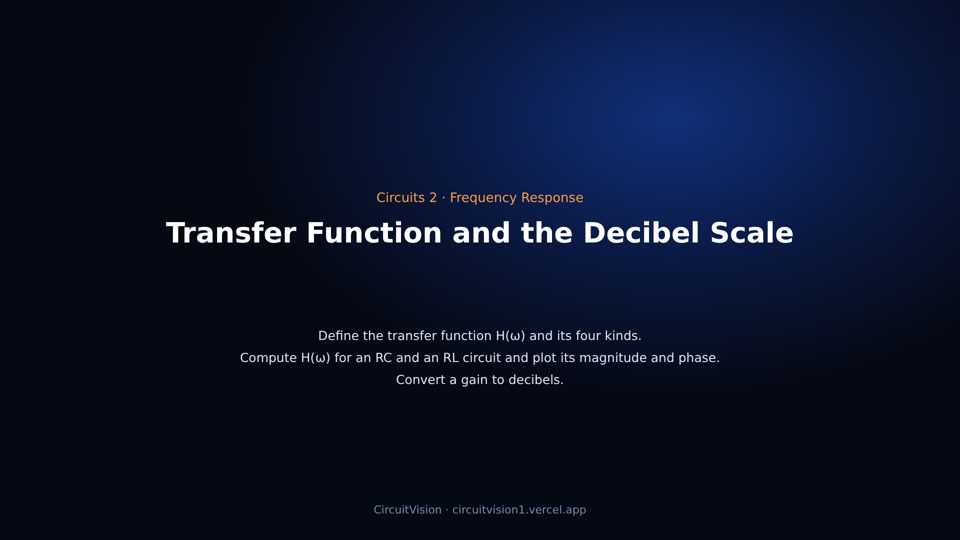 Circuits 2 · Frequency Response
Transfer Function and the Decibel Scale
Define the transfer function H(ω) and its four kinds.
Compute H(ω) for an RC and an RL circuit and plot its magnitude and phase.
Convert a gain to decibels.
CircuitVision · circuitvision1.vercel.app